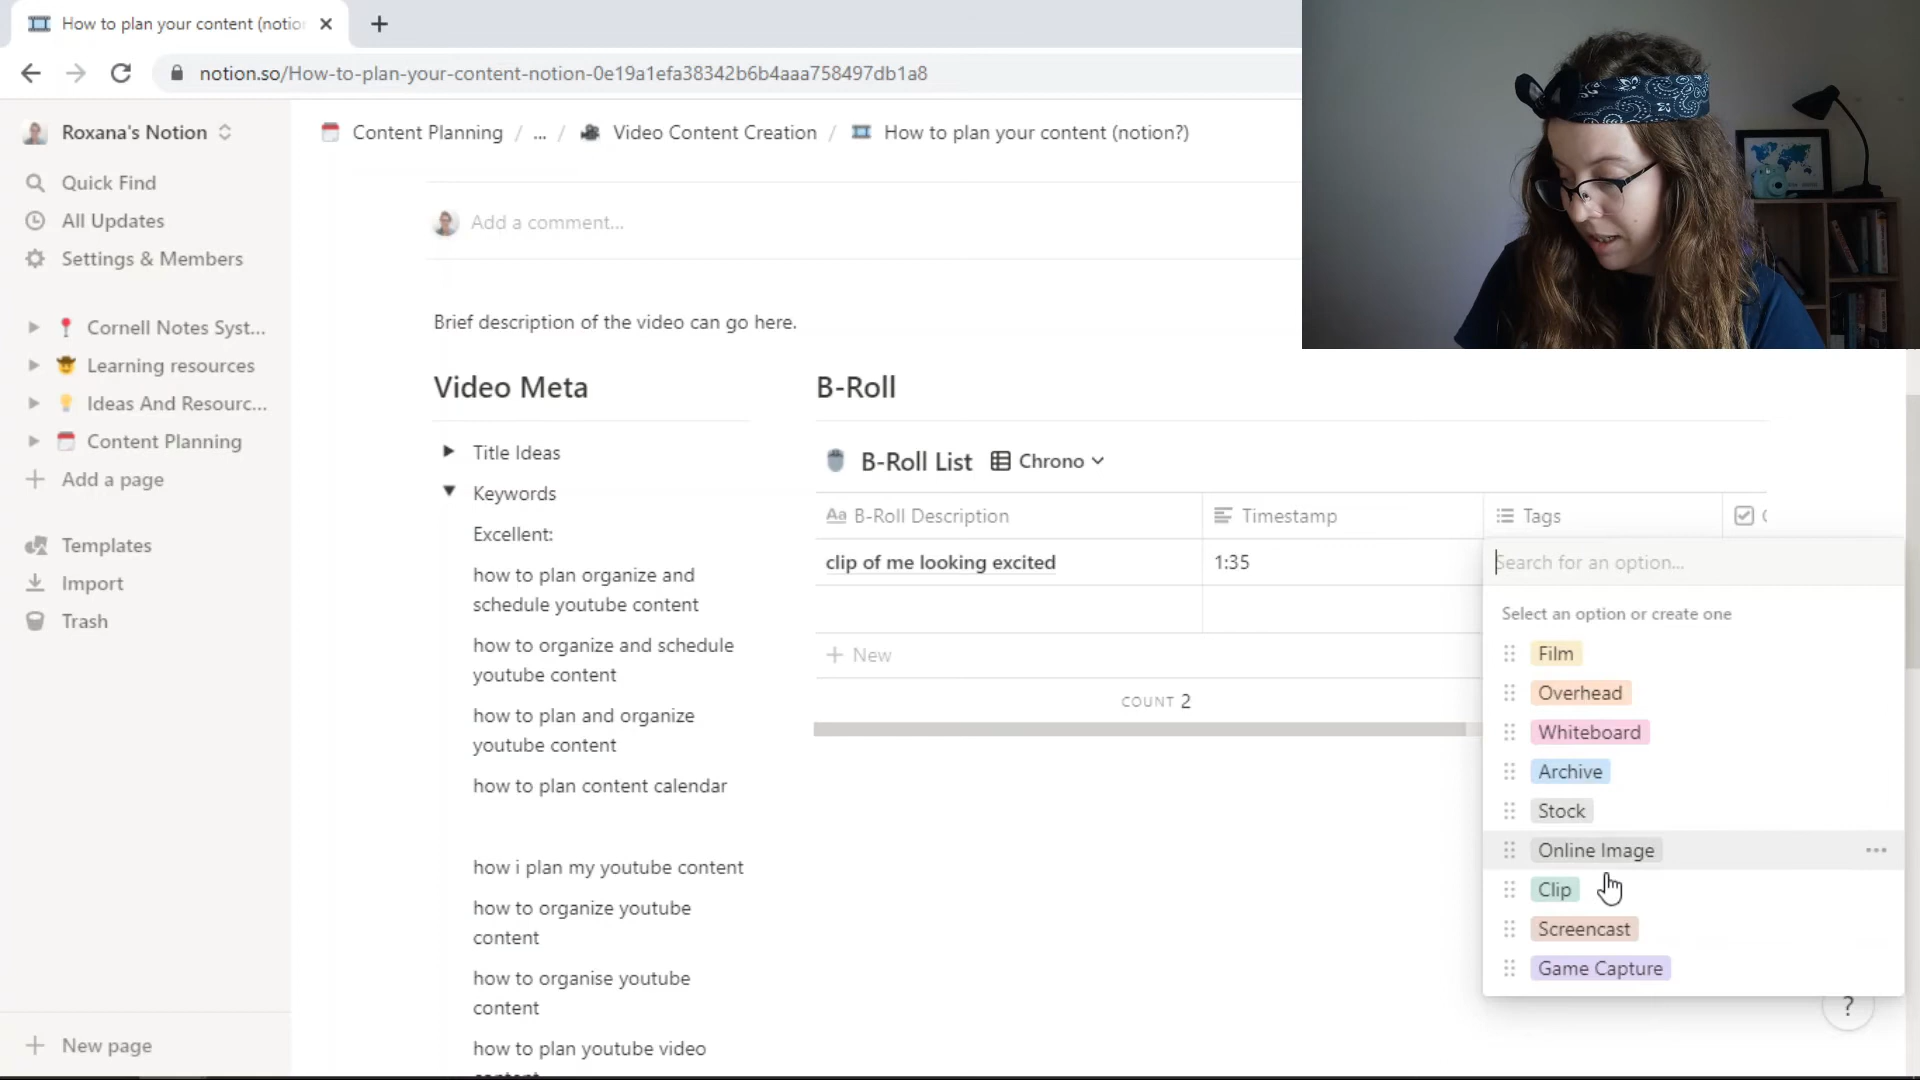 How to plan your content (notio
notion.so/How-to-plan-your-content-notion-0e19a1efa38342b6b4aaa758497db1a8
Roxana's Notion
Quick Find
All Updates
Settings & Members
Cornell Notes Syst...
Learning resources
Ideas And Resourc...
Content Planning
Add a page
Templates
Import
Trash
New page
Content Planning / ... / Video Content Creation / How to plan your content (notion?)
Add a comment...
Brief description of the video can go here.
Video Meta
Title Ideas
Keywords
Excellent:
how to plan organize and
schedule youtube content
how to organize and schedule
youtube content
how to plan and organize
youtube content
how to plan content calendar
how i plan my youtube content
how to organize youtube
content
how to organise youtube
content
how to plan youtube video
B-Roll
B-Roll List Chrono
Aa B-Roll Description Timestamp Tags
clip of me looking excited 1:35
New
COUNT 2
Search for an option...
Select an option or create one
Film
Overhead
Whiteboard
Archive
Stock
Online Image
Clip
Screencast
Game Capture
?